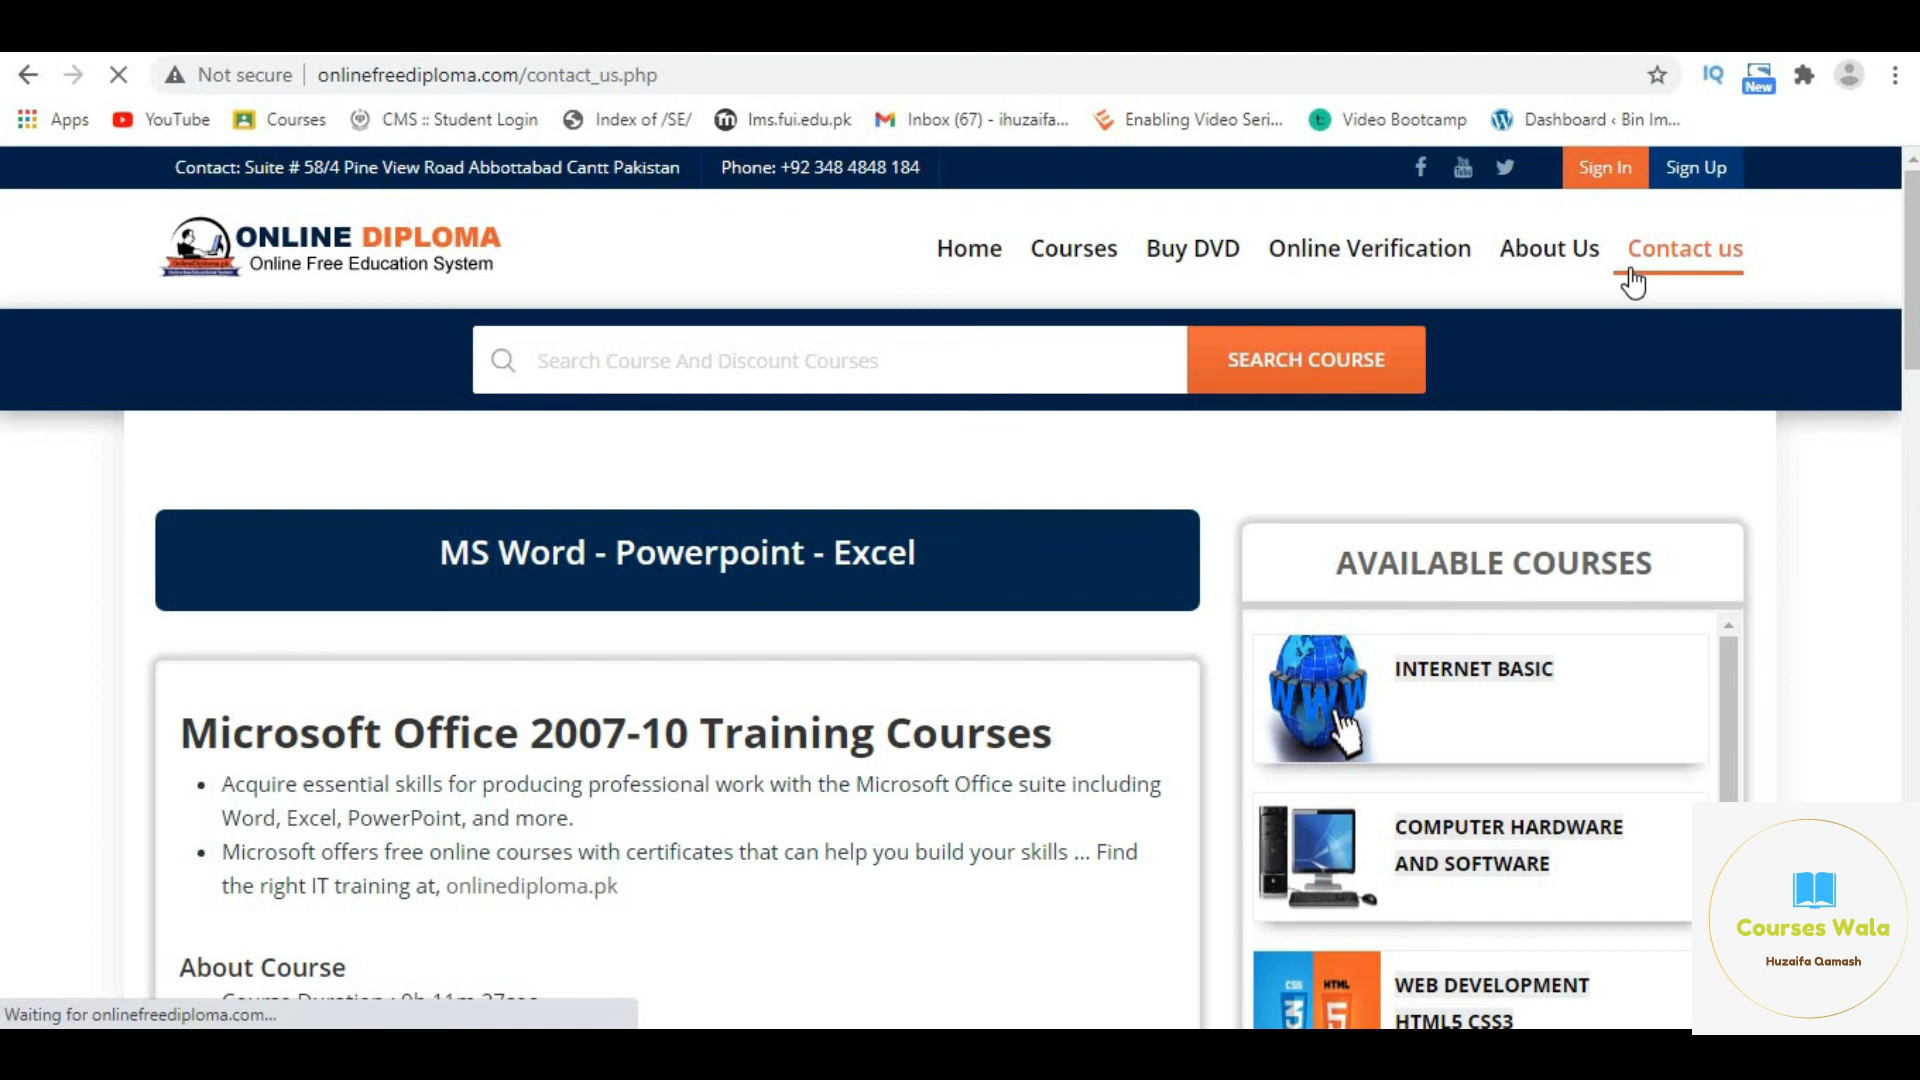 Not secure
onlinefreediploma.com/contact_us.php
IQ
New
Apps
YouTube
Courses
CMS :: Student Login
Index of /SE/
lms.fui.edu.pk
Inbox (67) - ihuzaifa...
Enabling Video Seri...
Video Bootcamp
Dashboard ‹ Bin Im...
Contact: Suite # 58/4 Pine View Road Abbottabad Cantt Pakistan
Phone: +92 348 4848 184
You Tube
Sign In
Sign Up
ONLINE DIPLOMA
Online Free Education System
Home
Courses
Buy DVD
Online Verification
About Us
Contact us
Search Course And Discount Courses
SEARCH COURSE
MS Word - Powerpoint - Excel
Microsoft Office 2007-10 Training Courses
Acquire essential skills for producing professional work with the Microsoft Office suite including
Word, Excel, PowerPoint, and more.
Microsoft offers free online courses with certificates that can help you build your skills ... Find
the right IT training at, onlinediploma.pk
About Course
Waiting for onlinefreediploma.com...
AVAILABLE COURSES
WWW
INTERNET BASIC
COMPUTER HARDWARE
AND SOFTWARE
CSS
HTML
3
5
WEB DEVELOPMENT
HTML5 CSS3
Courses Wala
Huzaifa Qamash